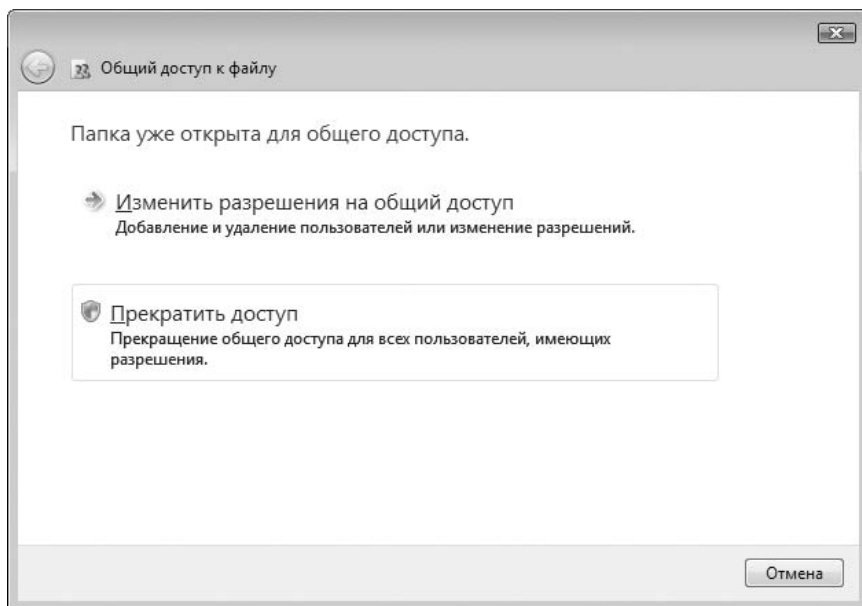 Общий доступ к файлу
Папка уже открыта для общего доступа.
Изменить разрешения на общий доступ
Добавление и удаление пользователей или изменение разрешений.
Прекратить доступ
Прекращение общего доступа для всех пользователей, имеющих
разрешения.
Отмена